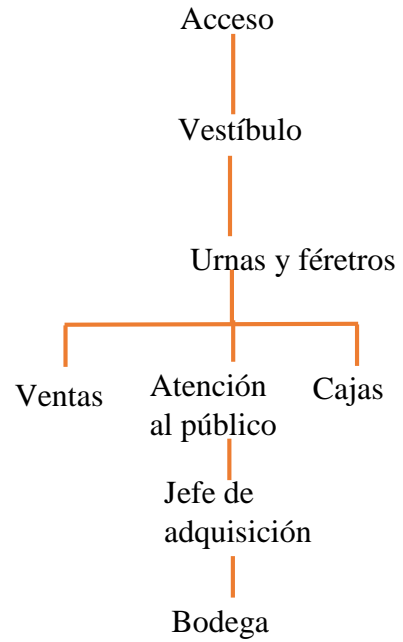 Acceso
Vestíbulo
Urnas y féretros
Ventas
Atención
al público
Cajas
Jefe de
adquisición
Bodega